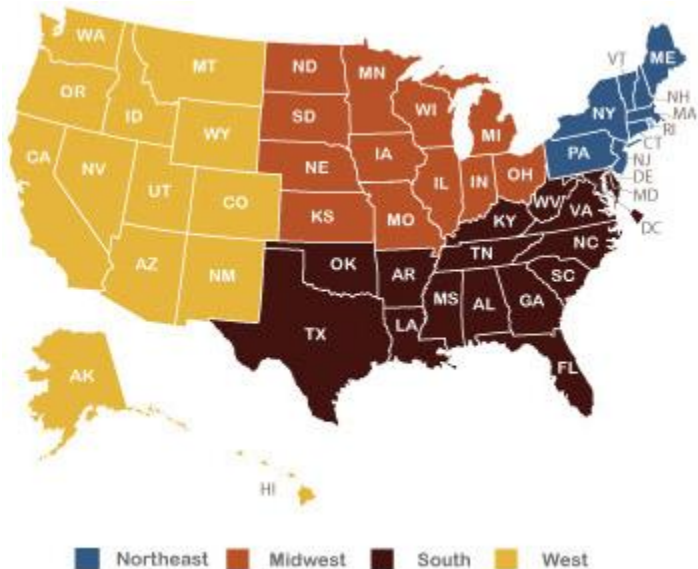 WA
MT
ND
MN
VT
ME
OR
ID
SD
WI
NH
MA
NY
RI
WY
MI
CT
CA
NV
NE
IA
PA
NJ
UT
CO
IL
IN
OH
DE
MD
WV
VA
KS
MO
KY
DC
AZ
NM
OK
AR
TN
NC
SC
MS
AL
GA
TX
LA
FL
AK
HI
Northeast Midwest South West